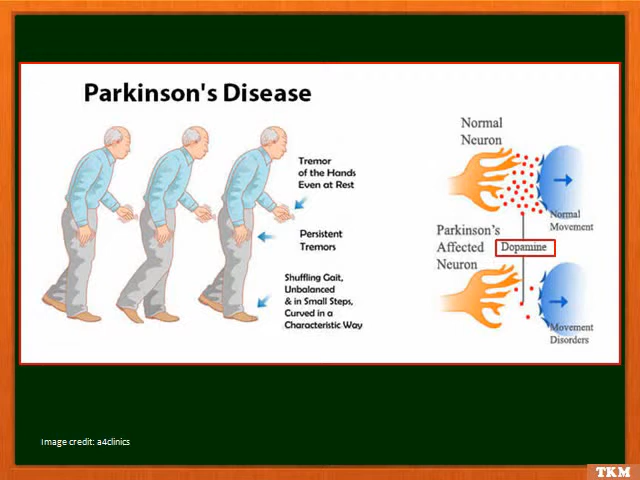 Parkinson's Disease
Tremor
of the Hands
Even at Rest
Persistent
Tremors
Shuffling Gait,
Unbalanced
& in Small Steps,
Curved in a
Characteristic Way
Normal
Neuron
Normal
Movement
Parkinson's
Affected
Neuron
Dopamine
Movement
Disorders
Image credit: a4clinics
TKM